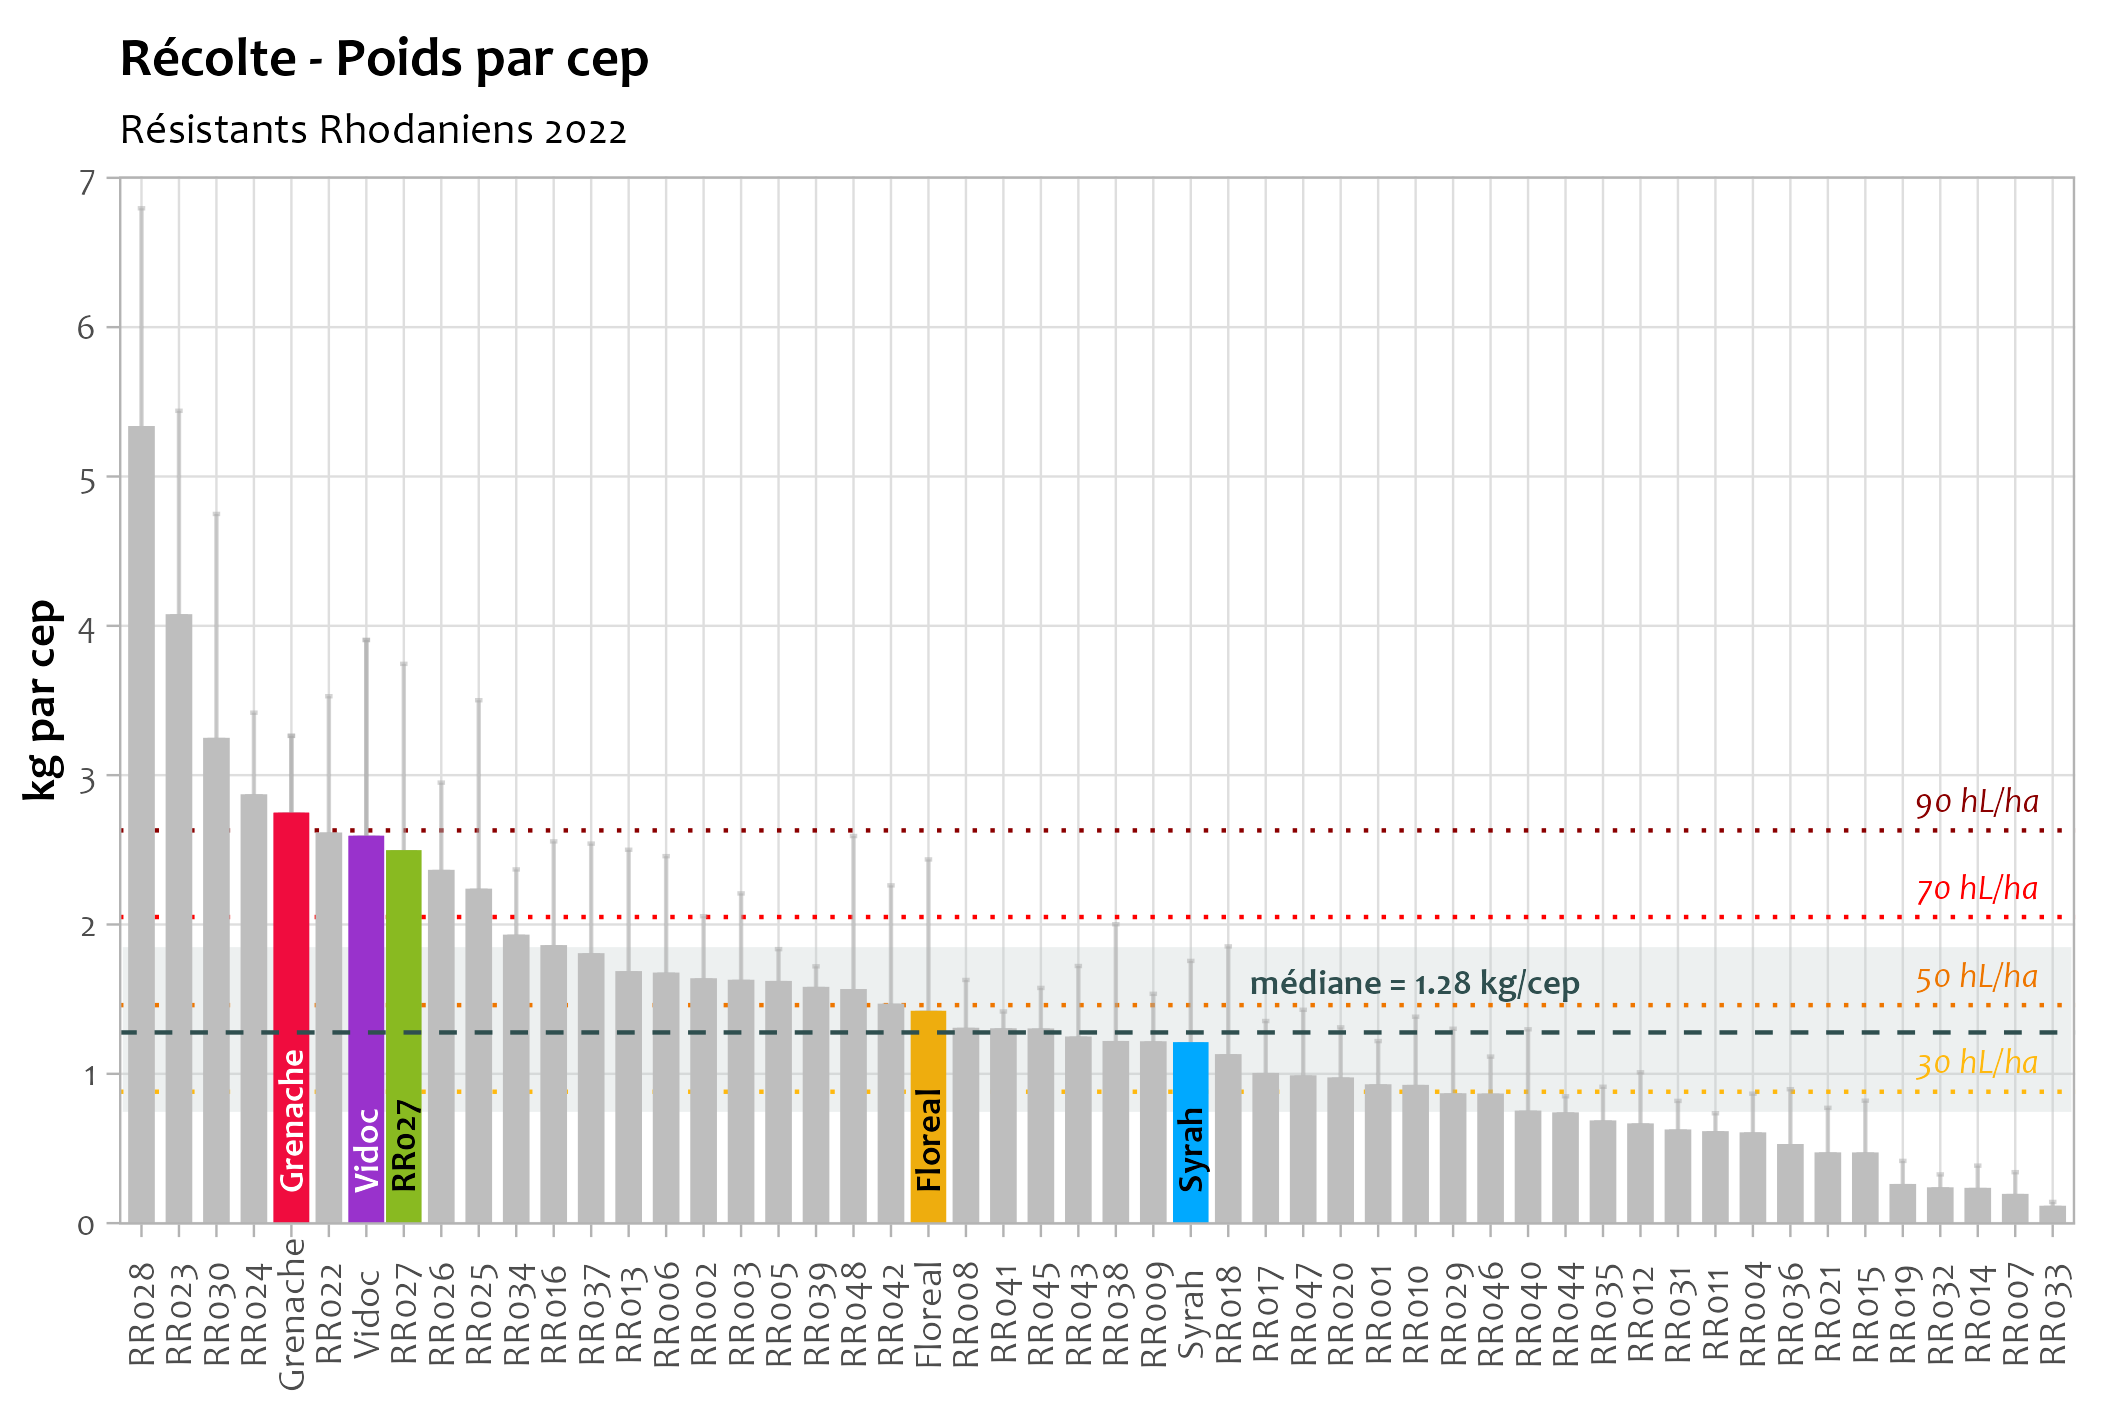 Récolte - Poids par cep
Résistants Rhodaniens 2022
kg par cep
7
6
5
4
3
2
1
0
90 hL/ha
70 hL/ha
50 hL/ha
30 hL/ha
médiane = 1.28 kg/cep
Grenache
Vidoc
RR027
Floreal
Syrah
RR028
RR023
RR030
RR024
Grenache
RR022
Vidoc
RR027
RR026
RR025
RR034
RR016
RR037
RR013
RR006
RR002
RR003
RR005
RR039
RR048
RR042
Floreal
RR008
RR041
RR045
RR043
RR038
RR009
Syrah
RR018
RR017
RR047
RR020
RR001
RR010
RR029
RR046
RR040
RR044
RR035
RR012
RR031
RR011
RR004
RR036
RR021
RR015
RR019
RR032
RR014
RR007
RR033